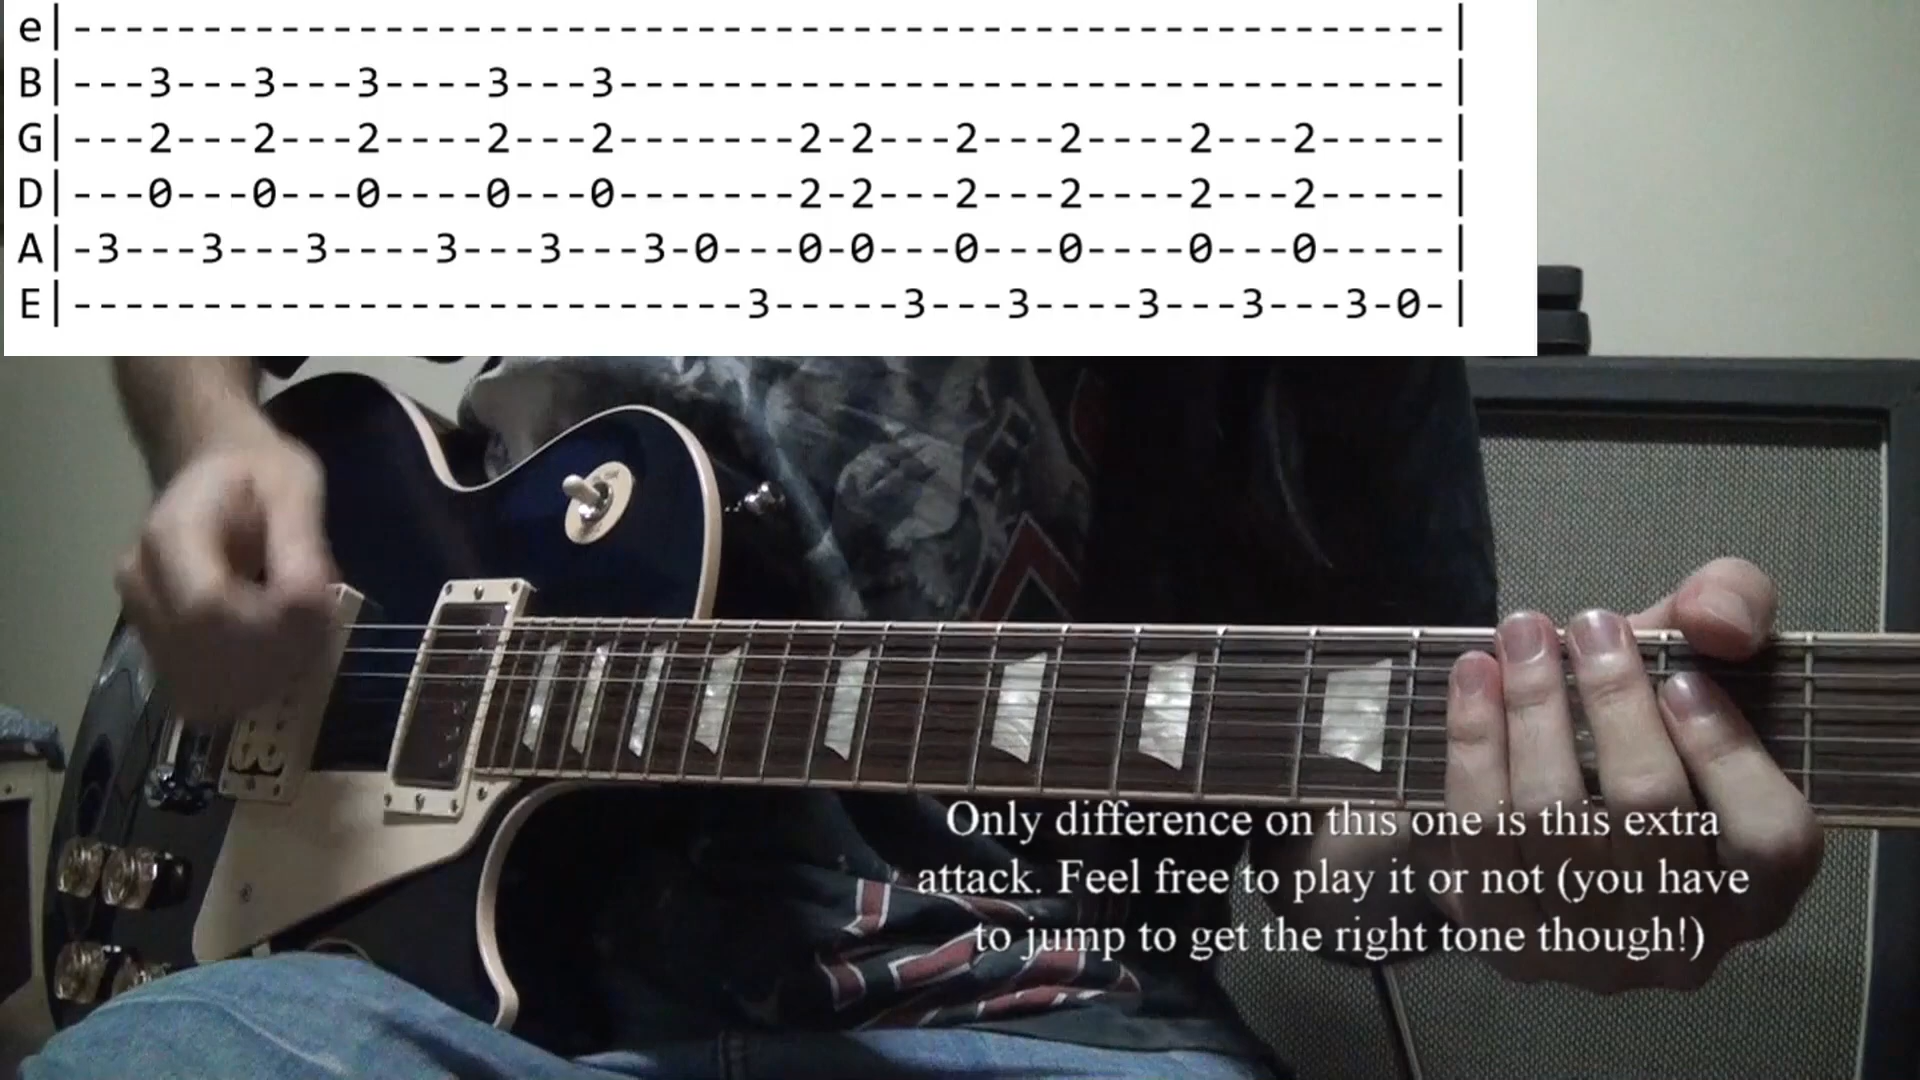 e|-----------------------------------------------------|
B|---3---3---3----3---3--------------------------------|
G|---2---2---2----2---2-------2-2---2---2----2---2-----|
D|---0---0---0----0---0-------2-2---2---2----2---2-----|
A|-3---3---3----3---3---3-0---0-0---0---0----0---0-----|
E|--------------------------3-----3---3----3---3---3-0-|
Only difference on this one is this extra
attack. Feel free to play it or not (you have
to jump to get the right tone though!)